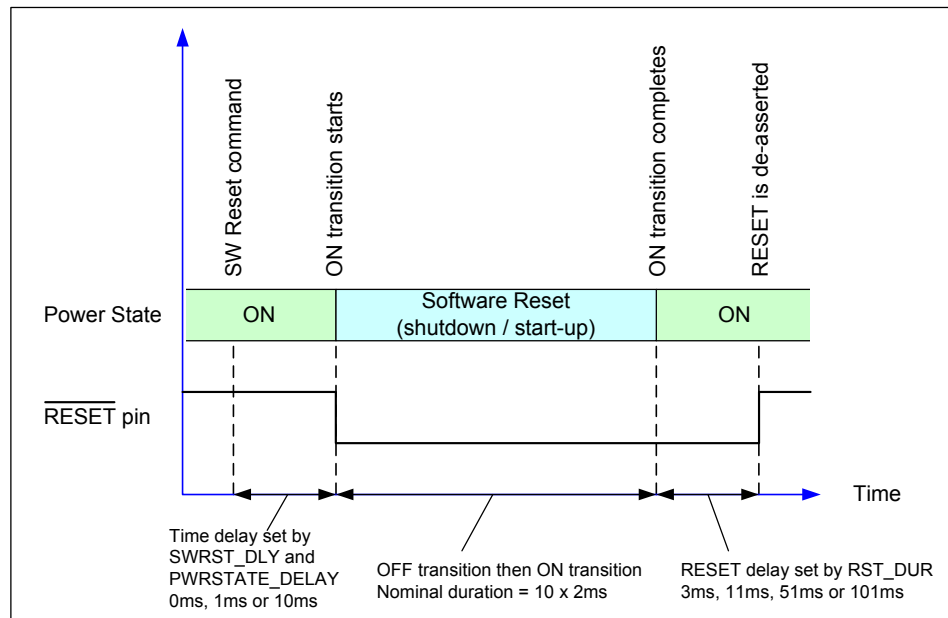 SW Reset command
ON transition starts
ON transition completes
RESET is de-asserted
Power State
ON
Software Reset
(shutdown / start-up)
ON
RESET pin
Time
Time delay set by
SWRST_DLY and
PWRSTATE_DELAY
0ms, 1ms or 10ms
OFF transition then ON transition
Nominal duration = 10 x 2ms
RESET delay set by RST_DUR
3ms, 11ms, 51ms or 101ms